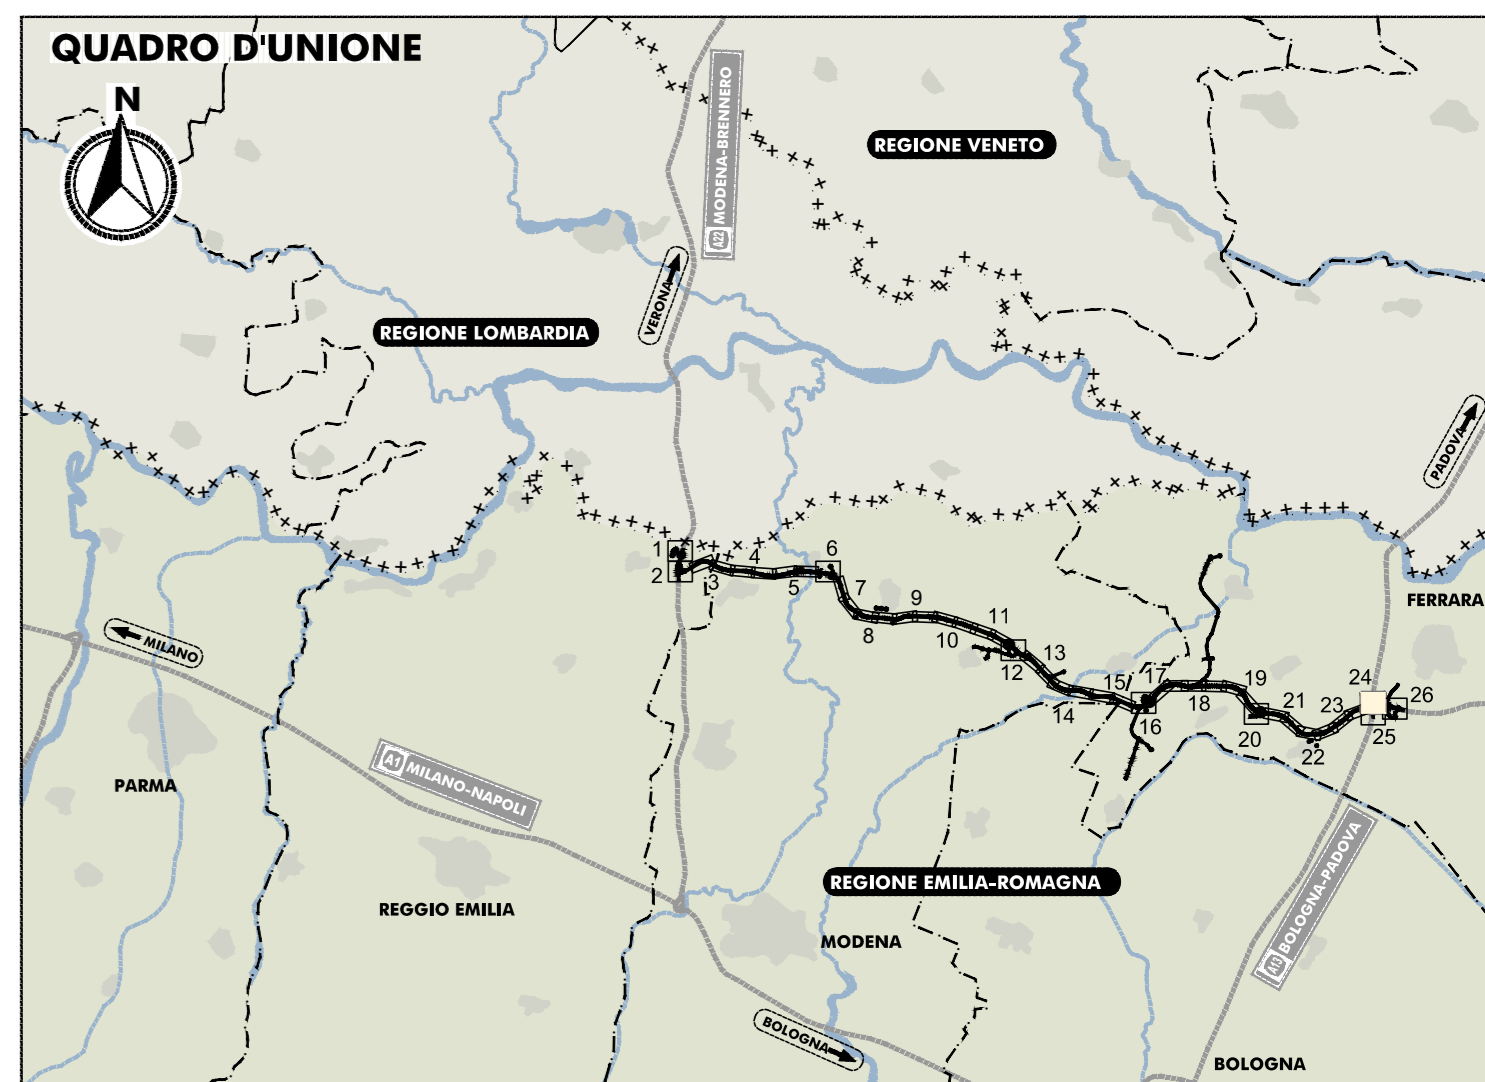 QUADRO D'UNIONE
N
A22 MODENA-BRENNERO
REGIONE VENETO
VERONA
REGIONE LOMBARDIA
PADOVA
1
2
3
4
5
6
7
8
9
10
11
12
13
14
15
16
17
18
19
20
21
22
23
24
25
26
FERRARA
MILANO
A1 MILANO-NAPOLI
PARMA
REGGIO EMILIA
REGIONE EMILIA-ROMAGNA
MODENA
A13 BOLOGNA-PADOVA
BOLOGNA
BOLOGNA